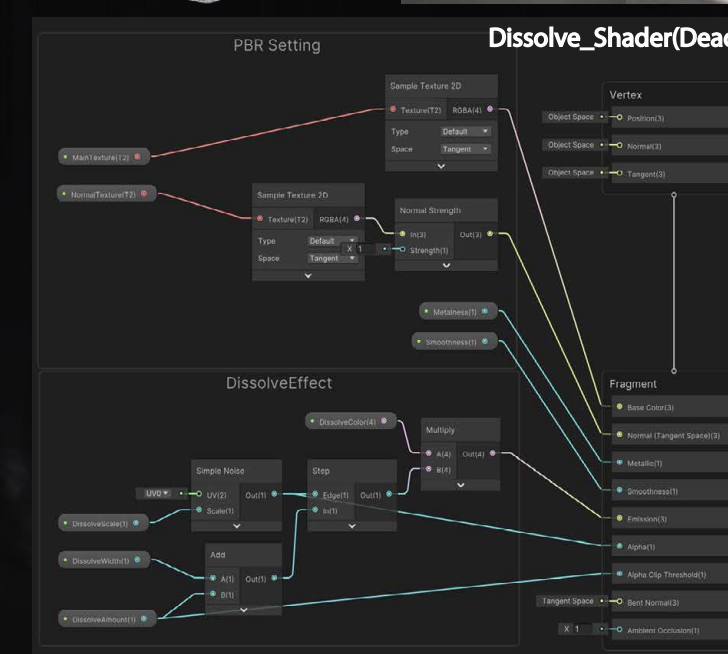 Dissolve_Shader(Dead
PBR Setting
Sample Texture 2D
Texture(T2) RGBA(4)
Type Default
Space Tangent
MainTexture(T2)
NormalTexture(T2)
Sample Texture 2D
Texture(T2) RGBA(4)
Type Default
Space Tangent
X 1
Normal Strength
In(3) Out(3)
Strength(1)
Metalness(1)
Smoothness(1)
Vertex
Object Space Position(3)
Object Space Normal(3)
Object Space Tangent(3)
DissolveEffect
DissolveColor(4)
Multiply
A(4) Out(4)
B(4)
Simple Noise
UV0 UV(2) Out(1)
Scale(1)
Step
Edge(1) Out(1)
In(1)
DissolveScale(1)
DissolveWidth(1)
DissolveAmount(1)
Add
A(1) Out(1)
B(1)
Fragment
Base Color(3)
Normal (Tangent Space)(3)
Metallic(1)
Smoothness(1)
Emission(3)
Alpha(1)
Alpha Clip Threshold(1)
Tangent Space Bent Normal(3)
X 1 Ambient Occlusion(1)